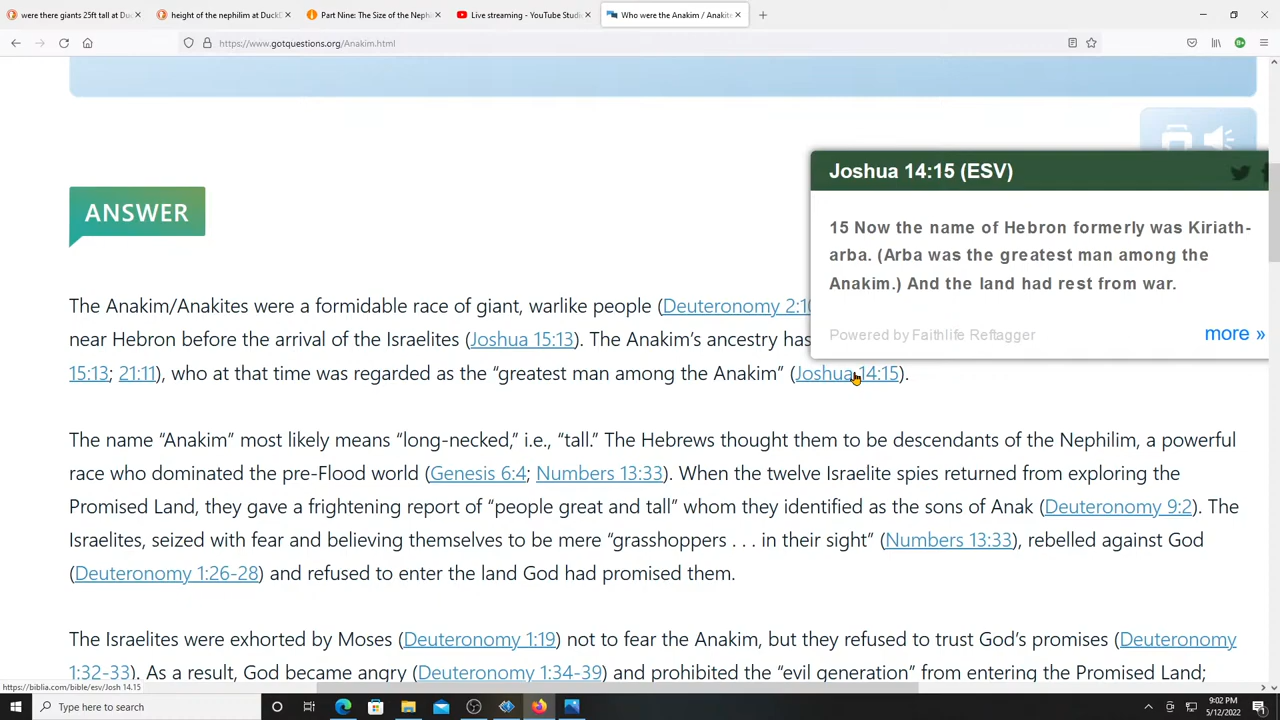 were there giants 25ft tall at Duck
height of the nephilim at DuckD
Part Nine: The Size of the Neph
Live streaming - YouTube Studi
Who were the Anakim / Anakite
https://www.gotquestions.org/Anakim.html
ANSWER
Joshua 14:15 (ESV)
15 Now the name of Hebron formerly was Kiriath-
arba. (Arba was the greatest man among the
Anakim.) And the land had rest from war.
Powered by Faithlife Reftagger
more »
The Anakim/Anakites were a formidable race of giant, warlike people (Deuteronomy 2:10
near Hebron before the arrival of the Israelites (Joshua 15:13). The Anakim’s ancestry has
15:13; 21:11), who at that time was regarded as the “greatest man among the Anakim” (Joshua 14:15).
The name “Anakim” most likely means “long-necked,” i.e., “tall.” The Hebrews thought them to be descendants of the Nephilim, a powerful
race who dominated the pre-Flood world (Genesis 6:4; Numbers 13:33). When the twelve Israelite spies returned from exploring the
Promised Land, they gave a frightening report of “people great and tall” whom they identified as the sons of Anak (Deuteronomy 9:2). The
Israelites, seized with fear and believing themselves to be mere “grasshoppers . . . in their sight” (Numbers 13:33), rebelled against God
(Deuteronomy 1:26-28) and refused to enter the land God had promised them.
The Israelites were exhorted by Moses (Deuteronomy 1:19) not to fear the Anakim, but they refused to trust God’s promises (Deuteronomy
1:32-33). As a result, God became angry (Deuteronomy 1:34-39) and prohibited the “evil generation” from entering the Promised Land;
https://biblia.com/bible/esv/Josh 14.15
Type here to search
9:02 PM
5/12/2022